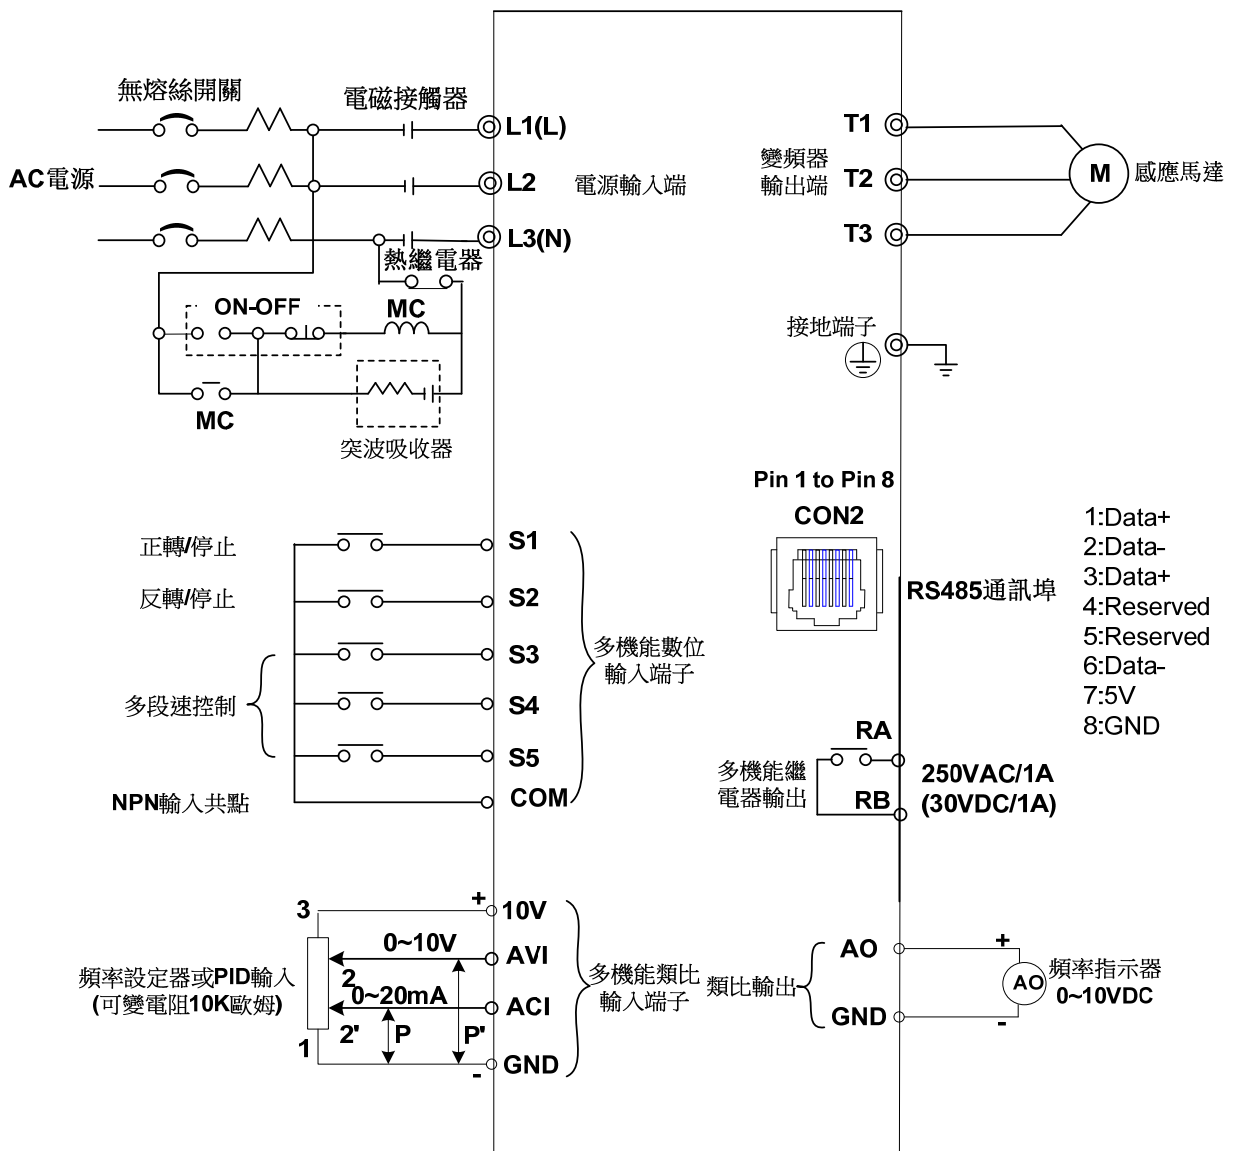 無熔絲開關
電磁接觸器
L1(L)
AC電源
L2
電源輸入端
L3(N)
熱繼電器
ON-OFF
MC
MC
突波吸收器
T1
變頻器
輸出端
T2
M
感應馬達
T3
接地端子
Pin 1 to Pin 8
CON2
RS485通訊埠
1:Data+
2:Data-
3:Data+
4:Reserved
5:Reserved
6:Data-
7:5V
8:GND
正轉/停止
S1
反轉/停止
S2
S3
多段速控制
S4
S5
NPN輸入共點
COM
多機能數位
輸入端子
RA
多機能繼
電器輸出
RB
250VAC/1A
(30VDC/1A)
3
+
10V
0~10V
AVI
頻率設定器或PID輸入
(可變電阻10K歐姆)
2
0~20mA
ACI
2'
P
P'
1
-
GND
多機能類比
輸入端子
類比輸出
AO
+
AO
頻率指示器
0~10VDC
GND
-